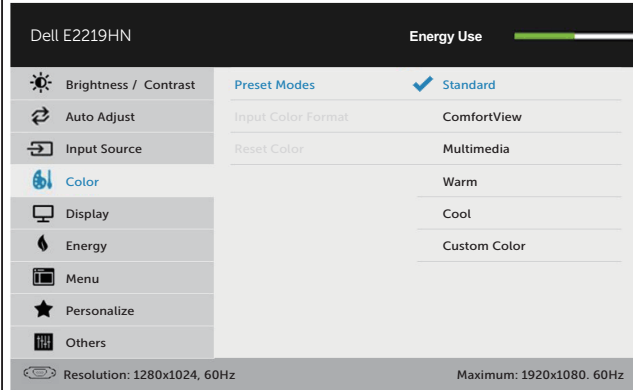 Dell E2219HN Energy Use
Brightness / Contrast Preset Modes Standard
Auto Adjust Input Color Format ComfortView
Input Source Reset Color Multimedia
Color Warm
Display Cool
Energy Custom Color
Menu
Personalize
Others
Resolution: 1280x1024, 60Hz Maximum: 1920x1080. 60Hz